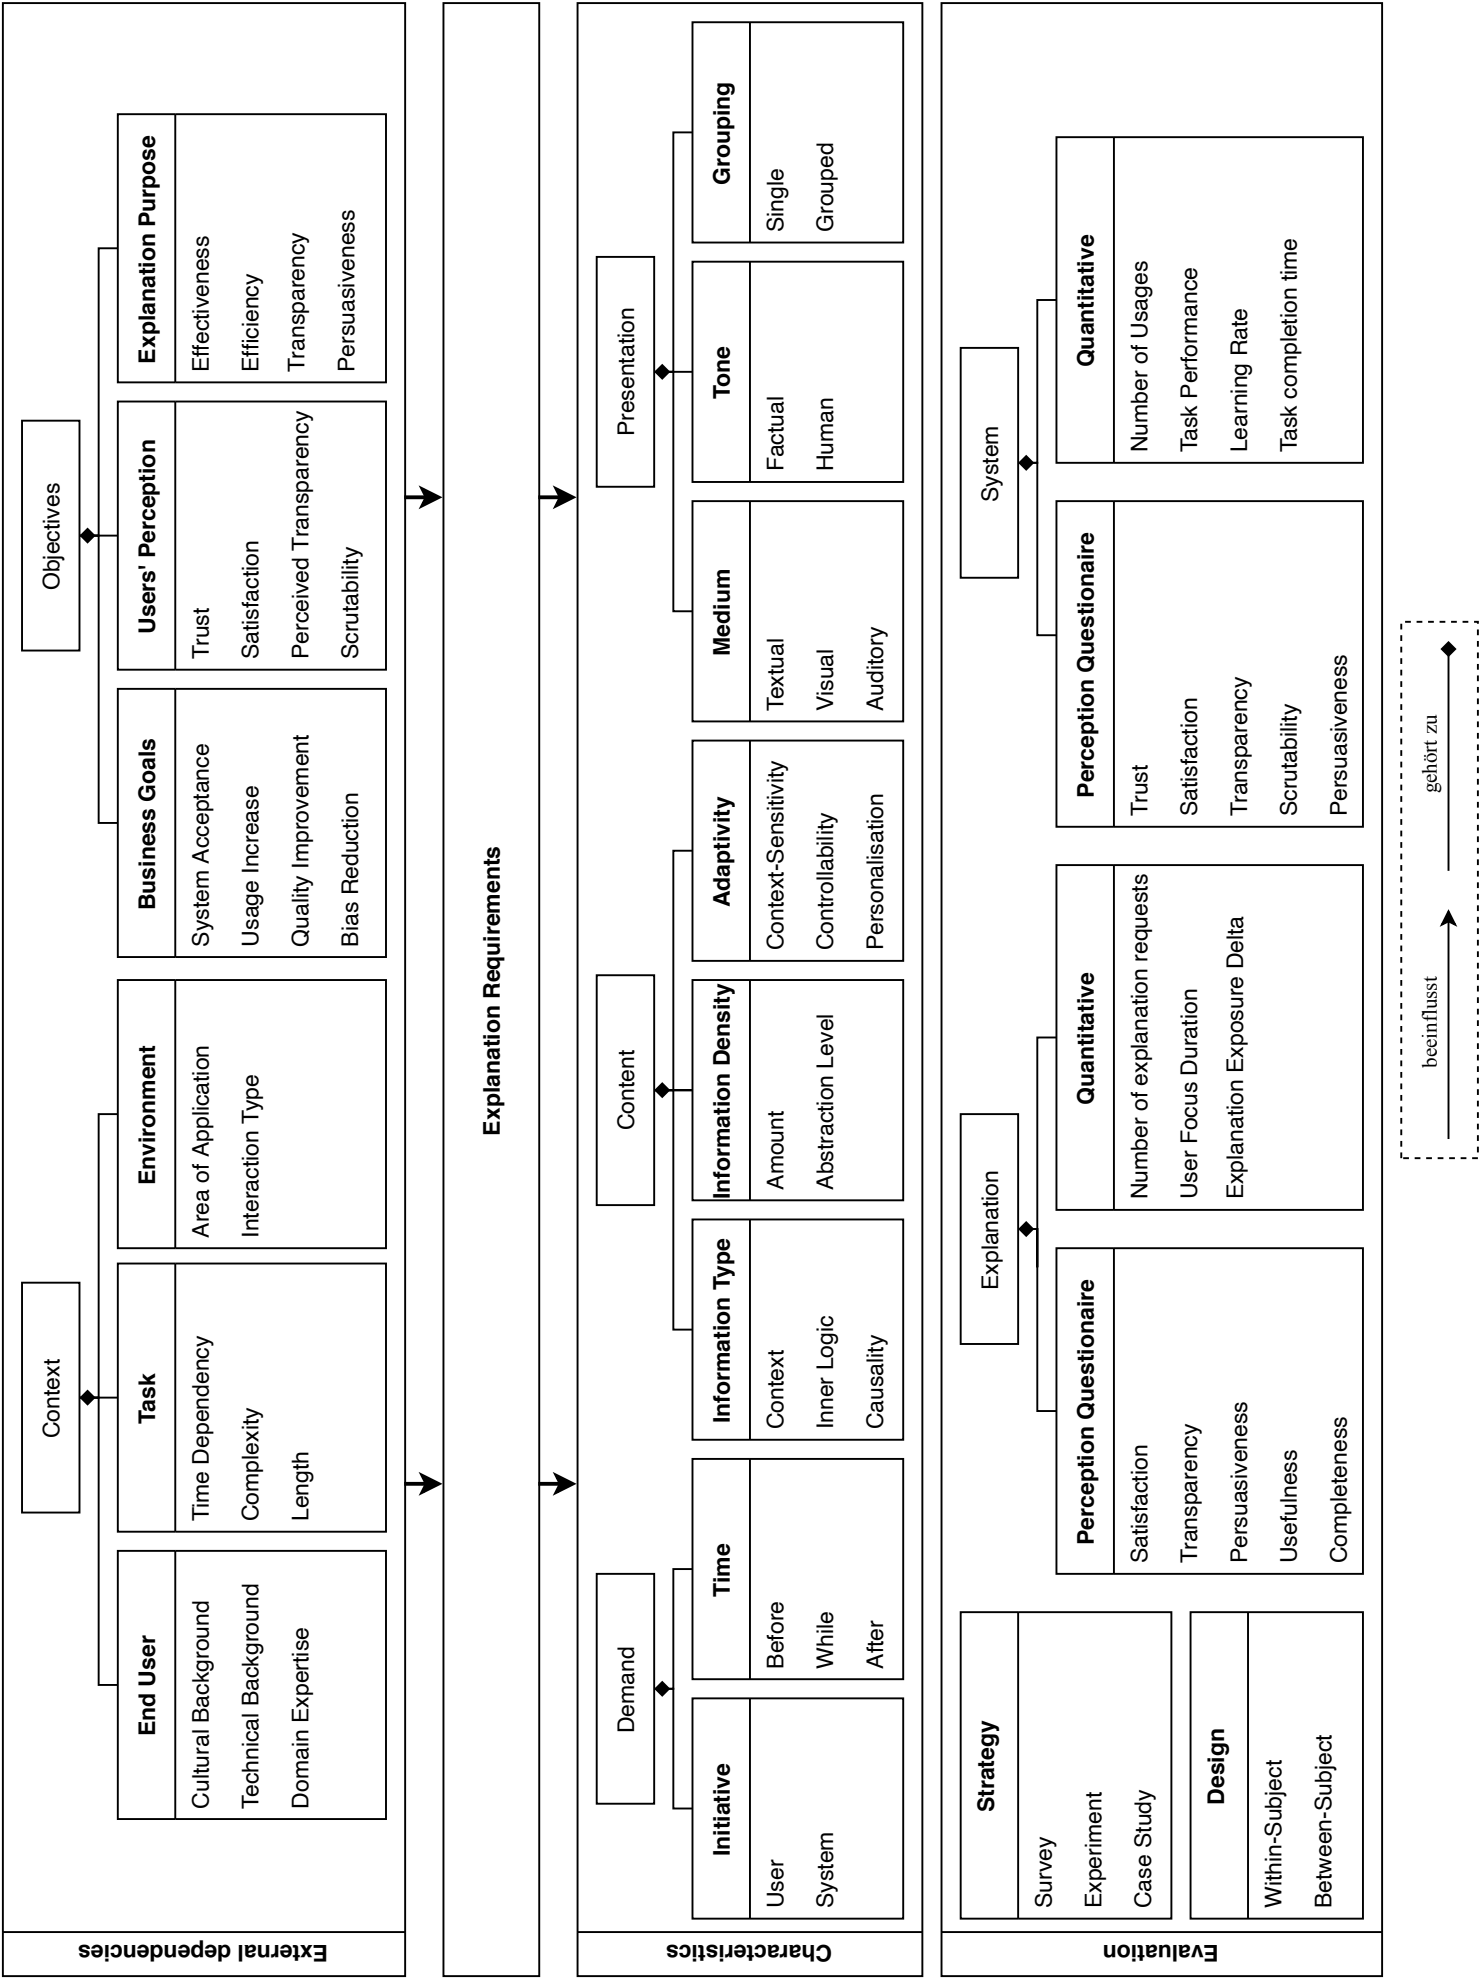 External dependencies
Context
End User
Cultural Background
Technical Background
Domain Expertise
Task
Time Dependency
Complexity
Length
Environment
Area of Application
Interaction Type
Objectives
Business Goals
System Acceptance
Usage Increase
Quality Improvement
Bias Reduction
Users' Perception
Trust
Satisfaction
Perceived Transparency
Scrutability
Explanation Purpose
Effectiveness
Efficiency
Transparency
Persuasiveness
Explanation Requirements
Characteristics
Demand
Initiative
User
System
Time
Before
While
After
Content
Information Type
Context
Inner Logic
Causality
Information Density
Amount
Abstraction Level
Adaptivity
Context-Sensitivity
Controllability
Personalisation
Presentation
Medium
Textual
Visual
Auditory
Tone
Factual
Human
Grouping
Single
Grouped
Evaluation
Strategy
Survey
Experiment
Case Study
Design
Within-Subject
Between-Subject
Explanation
Perception Questionaire
Satisfaction
Transparency
Persuasiveness
Usefulness
Completeness
Quantitative
Number of explanation requests
User Focus Duration
Explanation Exposure Delta
System
Perception Questionaire
Trust
Satisfaction
Transparency
Scrutability
Persuasiveness
Quantitative
Number of Usages
Task Performance
Learning Rate
Task completion time
beeinflusst
gehört zu